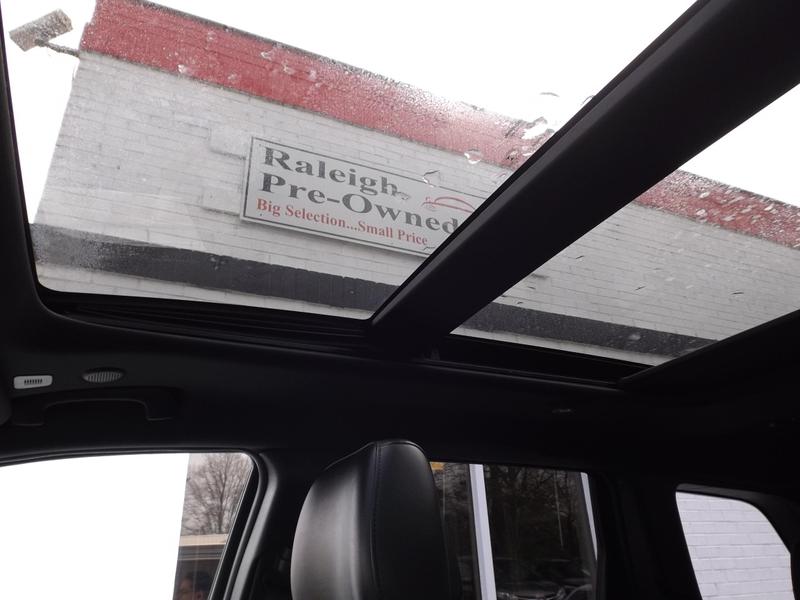 Raleigh
Pre-Owned
Big Selection...Small Price